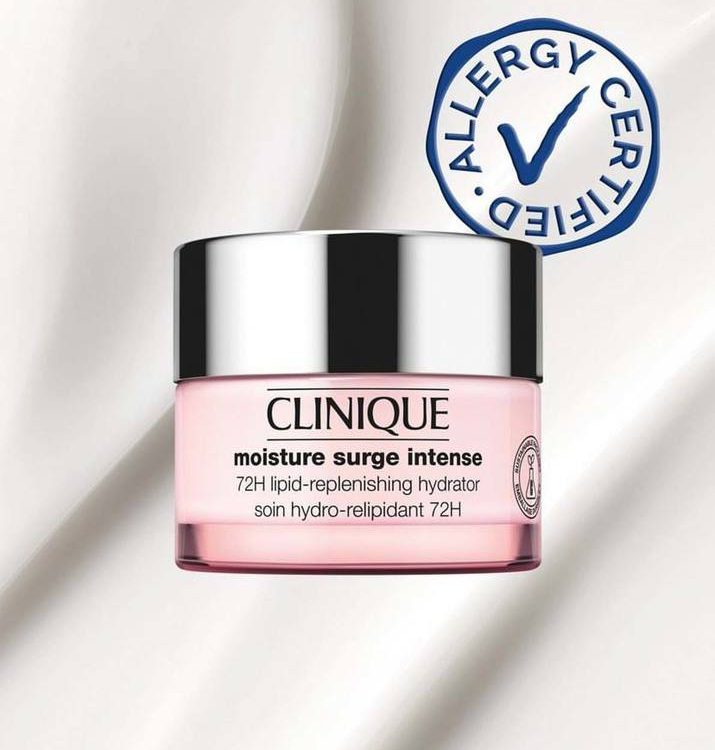 ALLERGY CERTIFIED
CLINIQUE
moisture surge intense
72H lipid-replenishing hydrator
soin hydro-relipidant 72H